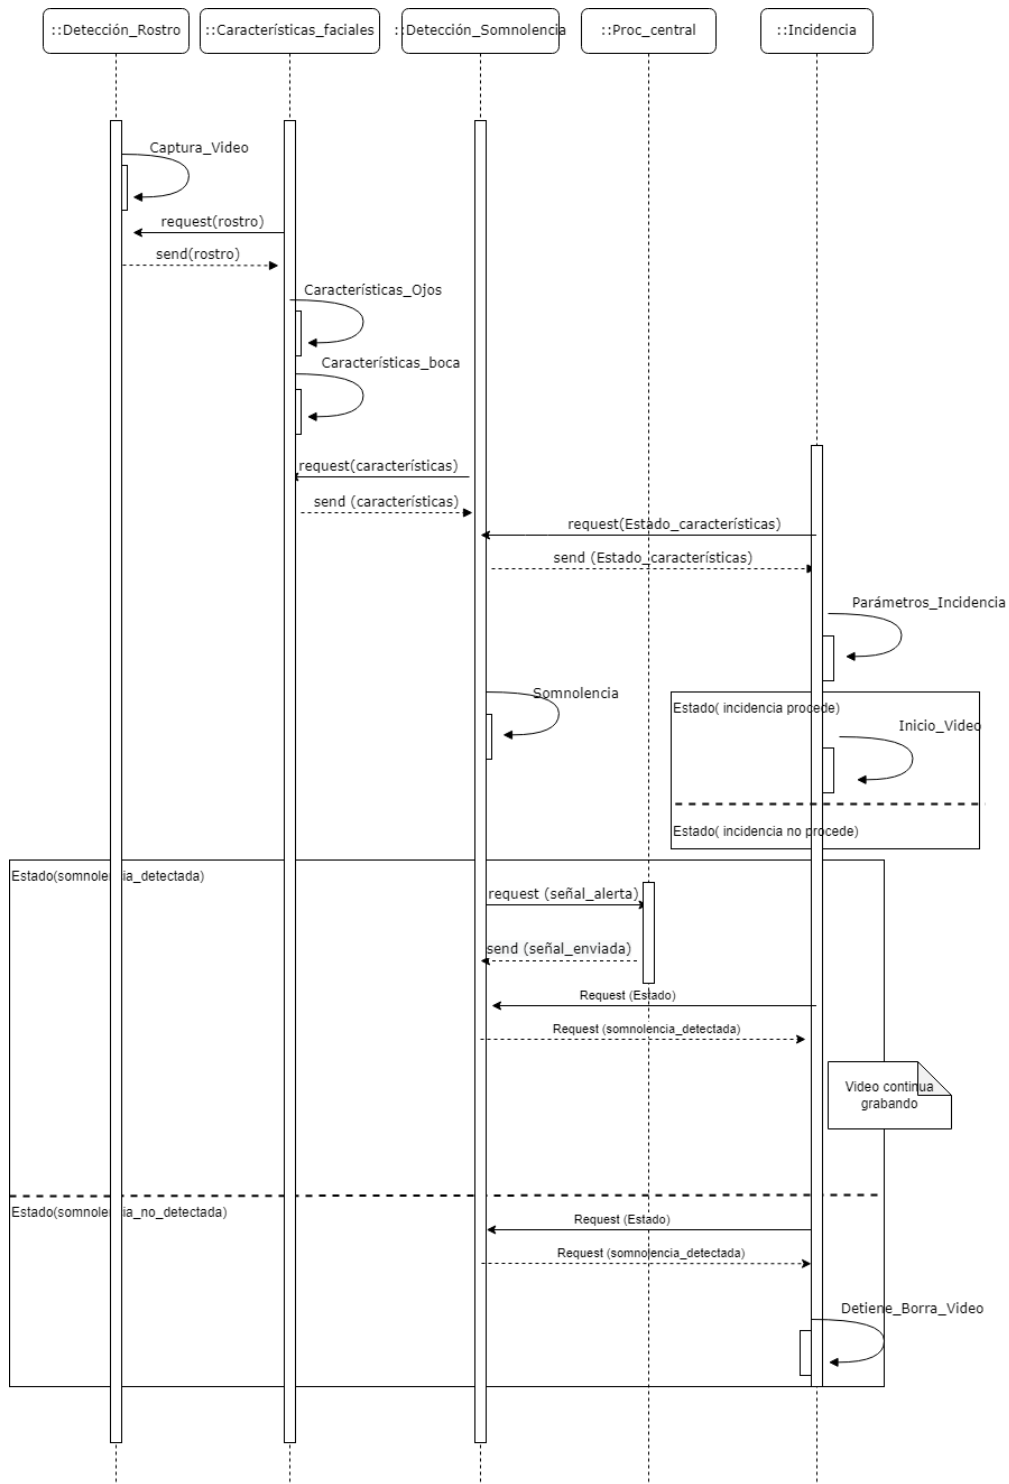 ::Detección_Rostro
::Características_faciales
::Detección_Somnolencia
::Proc_central
::Incidencia
Captura_Video
request(rostro)
send(rostro)
Características_Ojos
Características_boca
request(características)
send (características)
request(Estado_características)
send (Estado_características)
Parámetros_Incidencia
Somnolencia
Estado( incidencia procede)
Inicio_Video
Estado( incidencia no procede)
Estado(somnolencia_detectada)
request (señal_alerta)
send (señal_enviada)
Request (Estado)
Request (somnolencia_detectada)
Video continua
grabando
Estado(somnolencia_no_detectada)
Request (Estado)
Request (somnolencia_detectada)
Detiene_Borra_Video